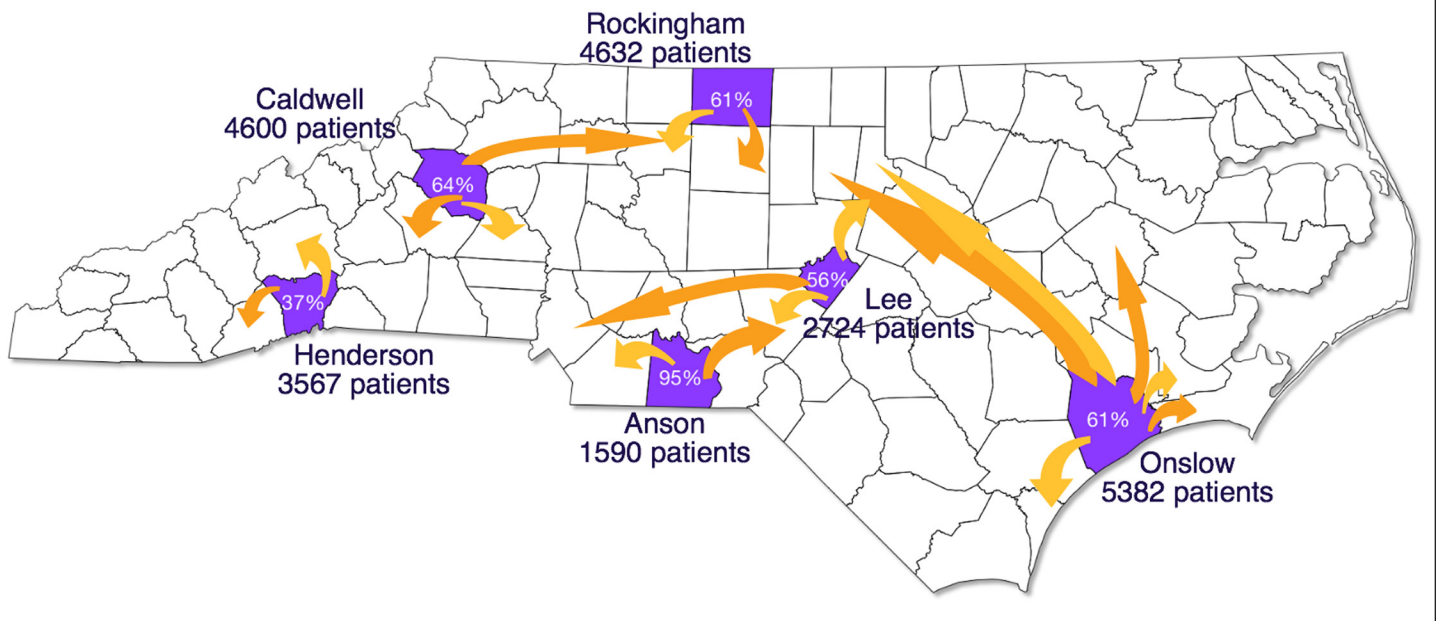 Rockingham
4632 patients
61%
Caldwell
4600 patients
64%
37%
Henderson
3567 patients
56%
Lee
2724 patients
95%
Anson
1590 patients
61%
Onslow
5382 patients